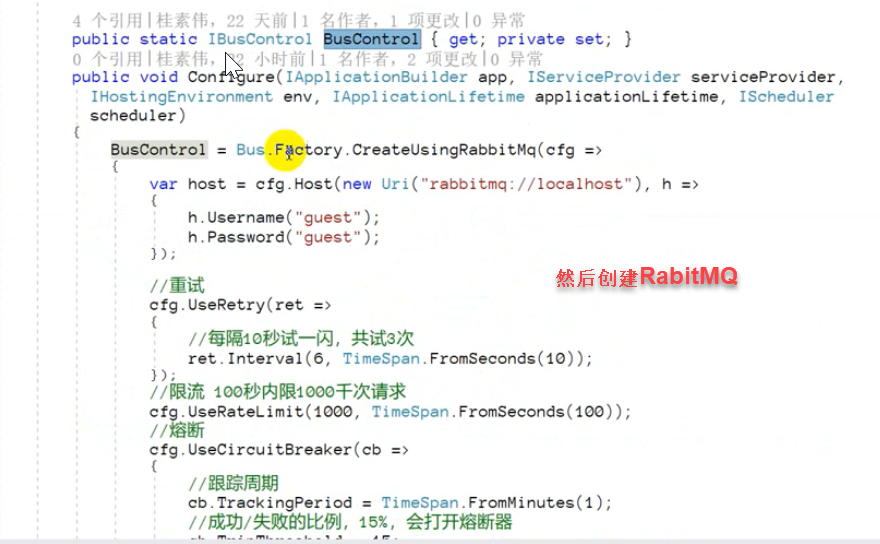 4 个引用|桂素伟，22 天前|1 名作者，1 项更改|0 异常
public static IBusControl BusControl { get; private set; }
0 个引用|桂素伟，22 小时前|1 名作者，2 项更改|0 异常
public void Configure(IApplicationBuilder app, IServiceProvider serviceProvider,
IHostingEnvironment env, IApplicationLifetime applicationLifetime, IScheduler
scheduler)
{
BusControl = Bus.Factory.CreateUsingRabbitMq(cfg =>
{
var host = cfg.Host(new Uri("rabbitmq://localhost"), h =>
{
h.Username("guest");
h.Password("guest");
});
然后创建RabitMQ
//重试
cfg.UseRetry(ret =>
{
//每隔10秒试一闪，共试3次
ret.Interval(6, TimeSpan.FromSeconds(10));
});
//限流 100秒内限1000千次请求
cfg.UseRateLimit(1000, TimeSpan.FromSeconds(100));
//熔断
cfg.UseCircuitBreaker(cb =>
{
//跟踪周期
cb.TrackingPeriod = TimeSpan.FromMinutes(1);
//成功/失败的比例，15%，会打开熔断器